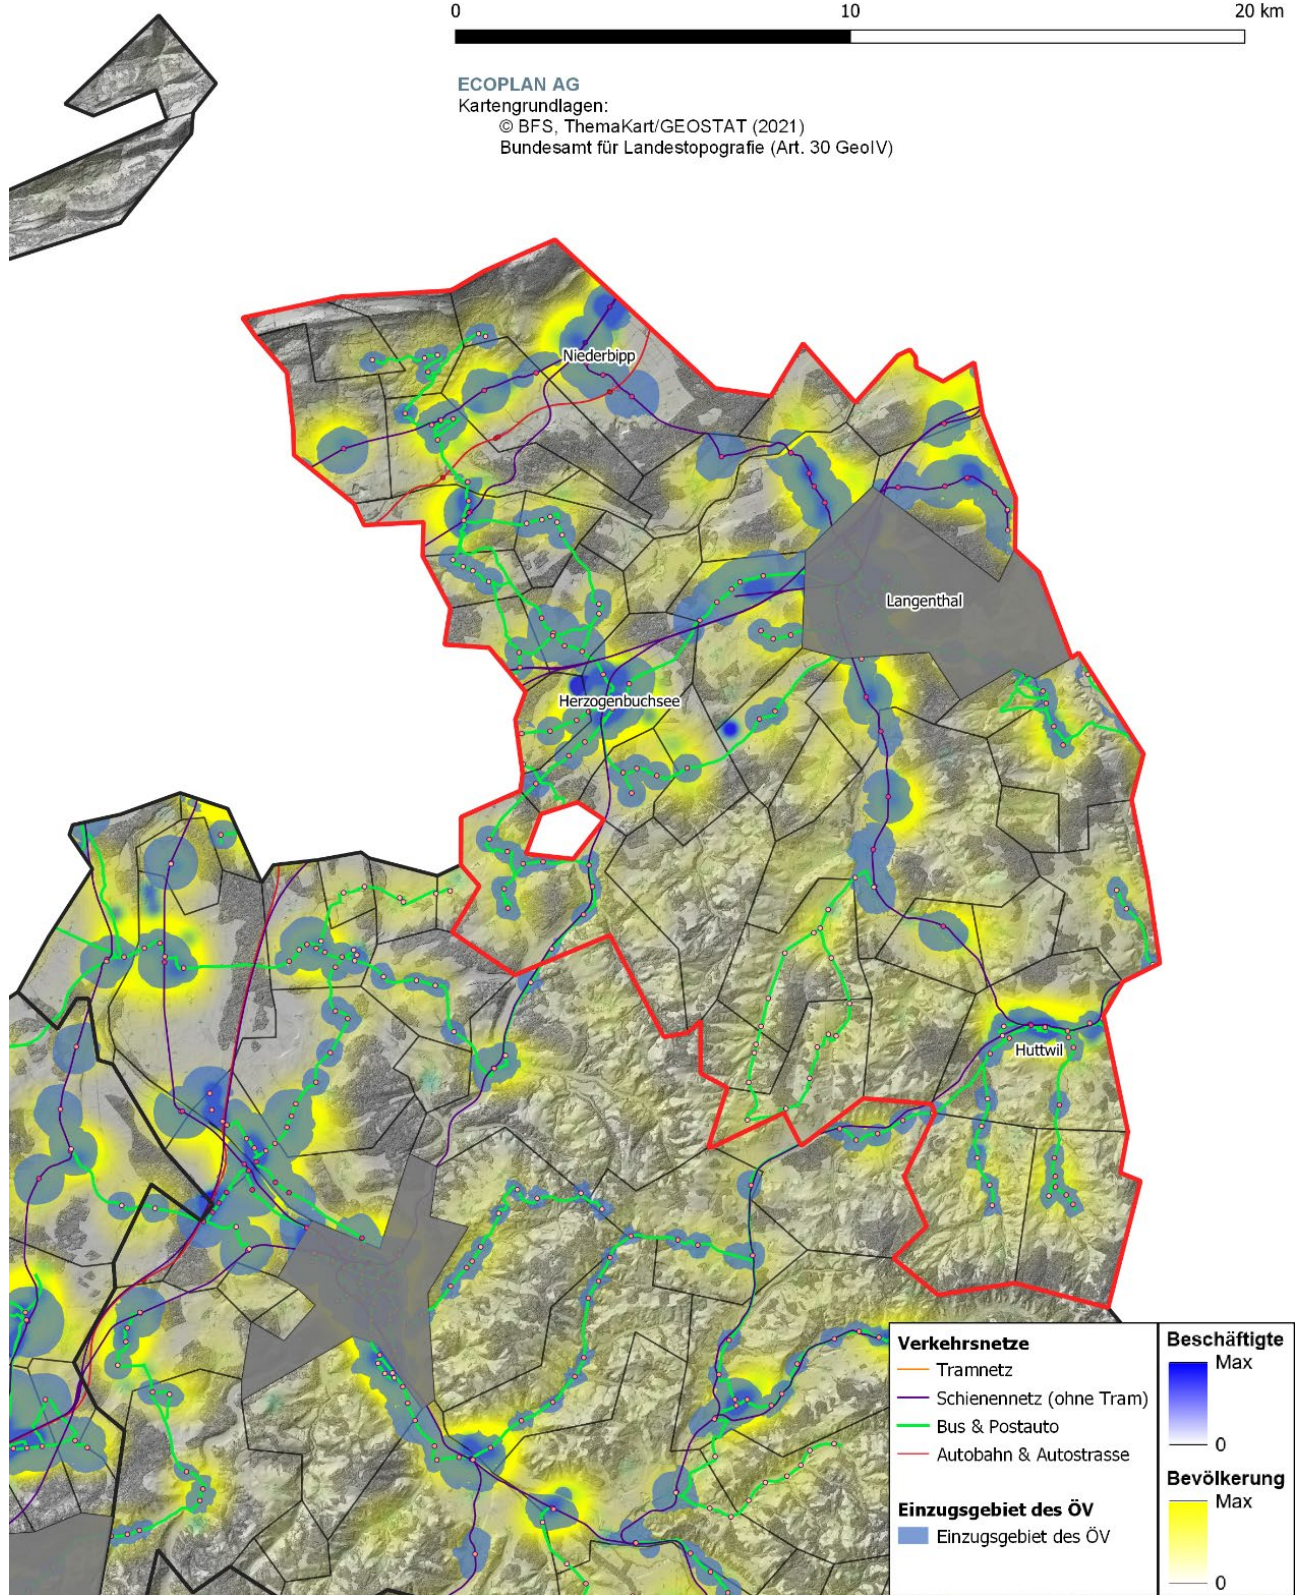 0 10 20 km
ECOPLAN AG
Kartengrundlagen:
© BFS, ThemaKart/GEOSTAT (2021)
Bundesamt für Landestopografie (Art. 30 GeoIV)
Niederbipp
Langenthal
Herzogenbuchsee
Huttwil
Verkehrsnetze
Tramnetz
Schienennetz (ohne Tram)
Bus & Postauto
Autobahn & Autostrasse
Einzugsgebiet des ÖV
Einzugsgebiet des ÖV
Beschäftigte
Max
0
Bevölkerung
Max
0